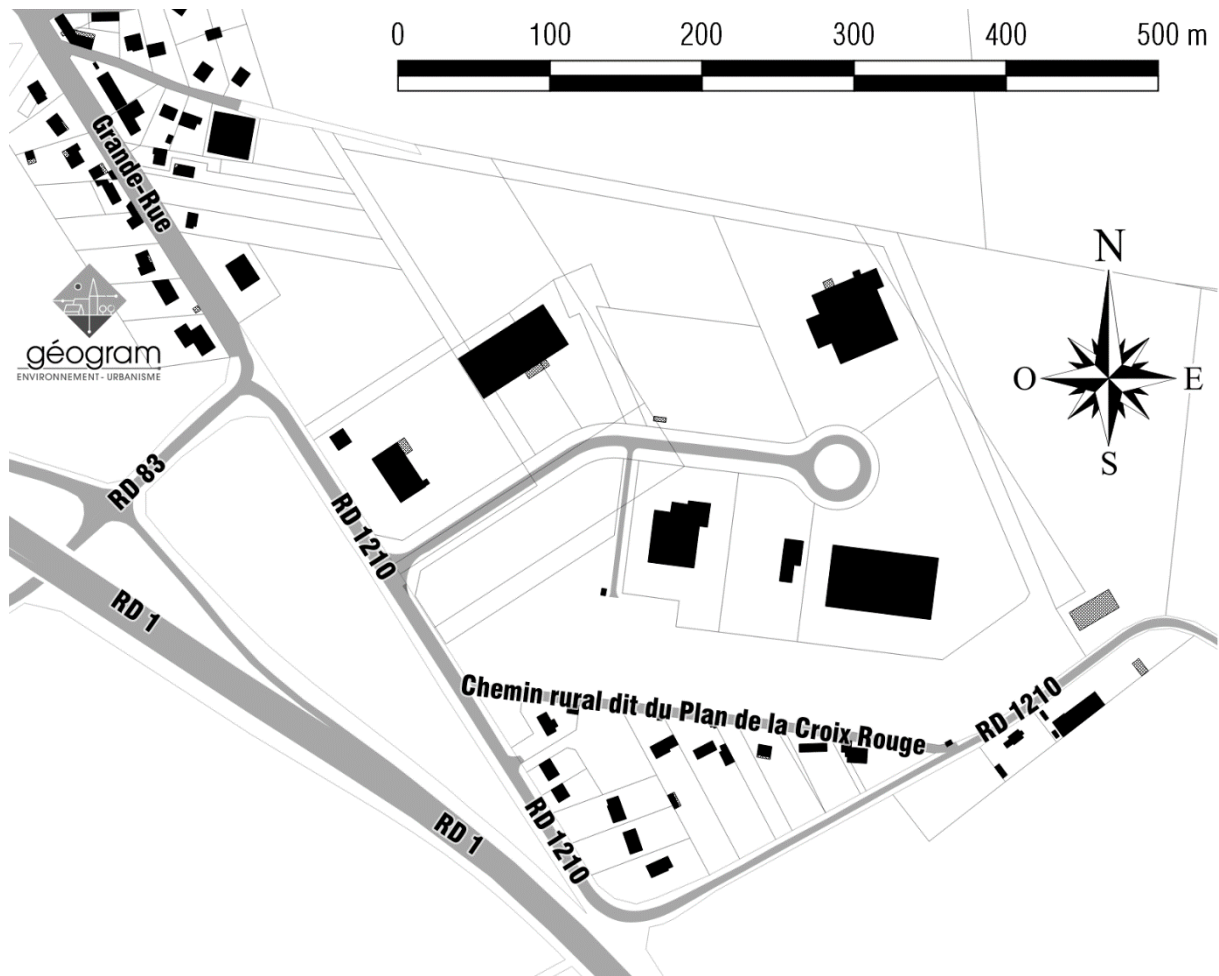 0 100 200 300 400 500 m
Grande-Rue
N
O E
S
géogram
ENVIRONNEMENT - URBANISME
RD 83
RD 1210
RD 1
Chemin rural dit du Plan de la Croix Rouge
RD 1210
RD 1
RD 1210